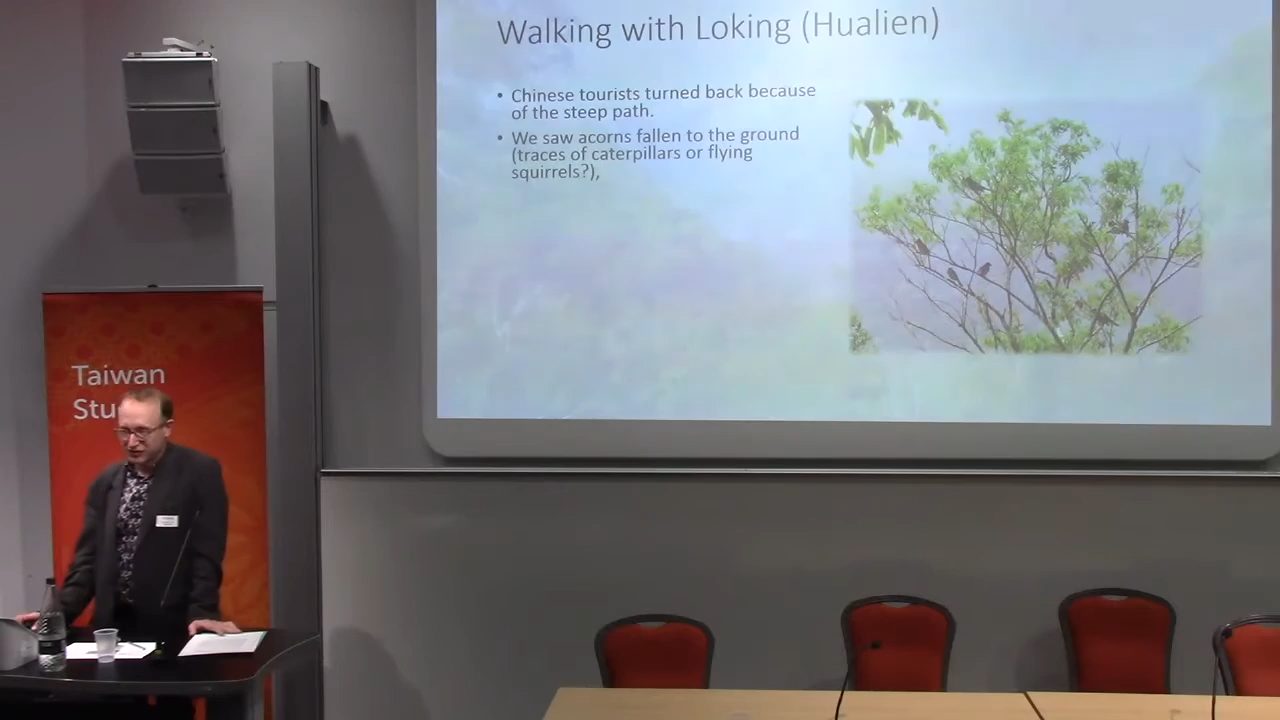 Walking with Loking (Hualien)
• Chinese tourists turned back because
of the steep path.
• We saw acorns fallen to the ground
(traces of caterpillars or flying
squirrels?),
Taiwan
Stu